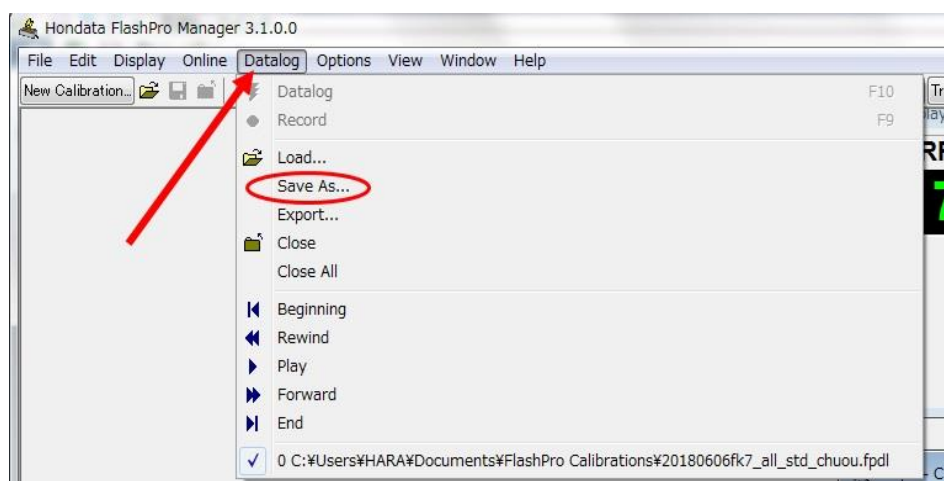 Hondata FlashPro Manager 3.1.0.0
File Edit Display Online Datalog Options View Window Help
New Calibration...
Datalog F10
Record F9
Load...
Save As...
Export...
Close
Close All
Beginning
Rewind
Play
Forward
End
0 C:¥Users¥HARA¥Documents¥FlashPro Calibrations¥20180606fk7_all_std_chuou.fpdl